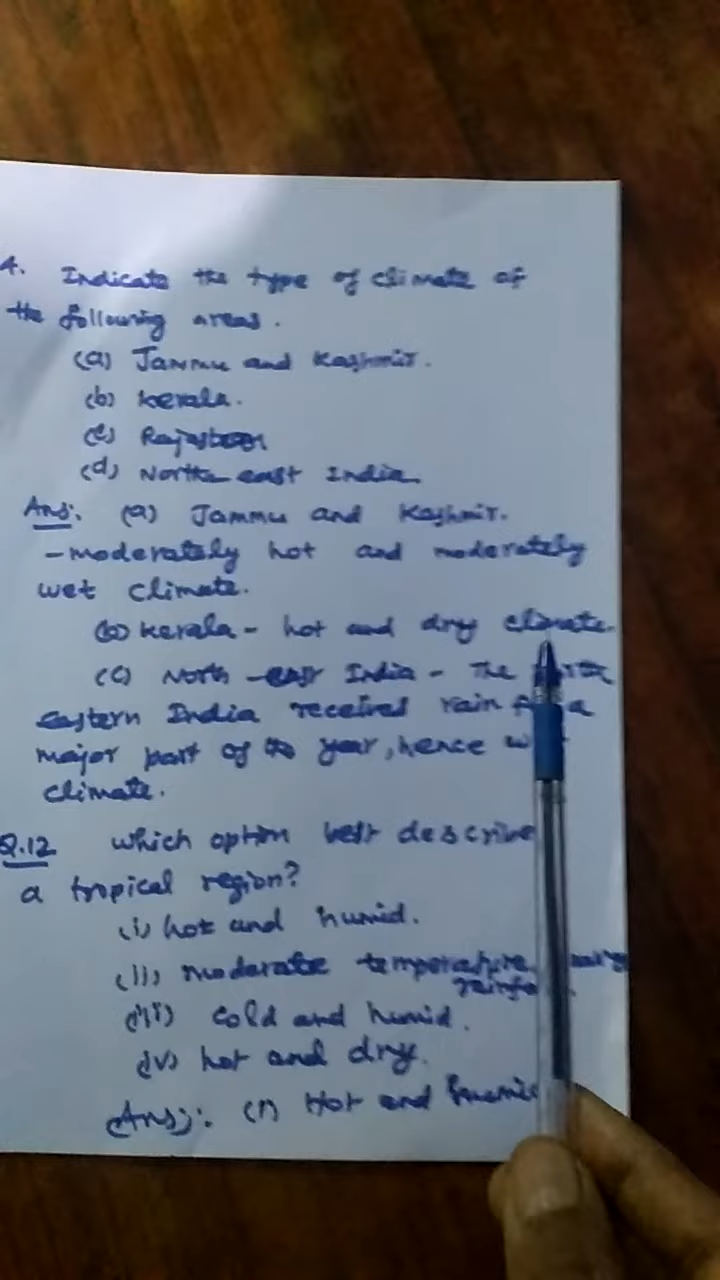 4. Indicate the type of climate of
the following areas.
(a) Jammu and Kashmir.
(b) Kerala.
(c) Rajasthan
(d) North east India.
Ans:. (a) Jammu and Kashmir.
-moderately hot and moderately
wet climate.
(b) Kerala - hot and dry climate.
(c) North -east India - The
eastern India receives rain a
major part of the year, hence
climate.
Q.12 which option best describe
a tropical region?
(i) hot and humid.
(ii) moderate temperature,
(iii) cold and humid.
(iv) hot and dry.
Ans;:. (i) Hot and